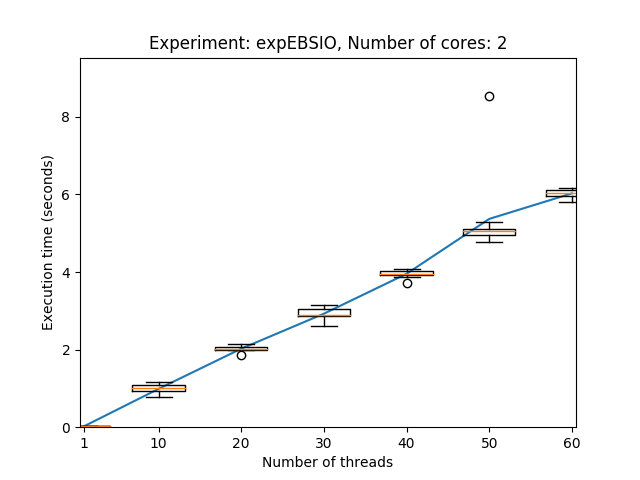 Experiment: expEBSIO, Number of cores: 2
Execution time (seconds)
8
6
4
2
0
1 10 20 30 40 50 60
Number of threads